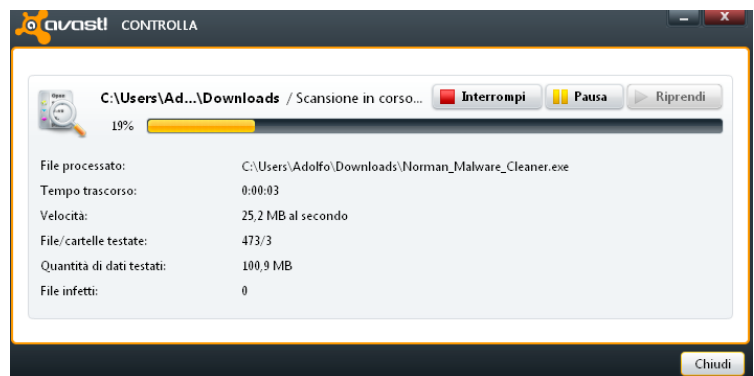 avast! CONTROLLA
C:\Users\Ad...\Downloads / Scansione in corso... Interrompi Pausa Riprendi
19%
File processato: C:\Users\Adolfo\Downloads\Norman_Malware_Cleaner.exe
Tempo trascorso: 0:00:03
Velocità: 25,2 MB al secondo
File/cartelle testate: 473/3
Quantità di dati testati: 100,9 MB
File infetti: 0
Chiudi